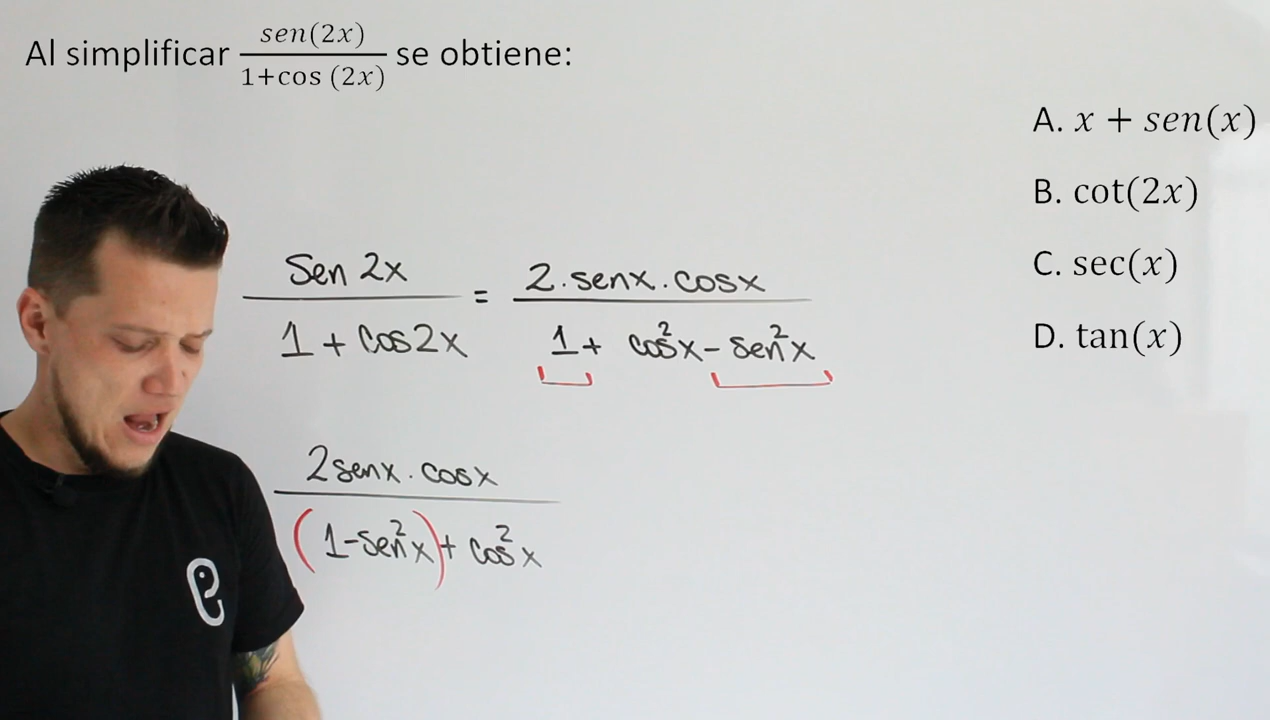 Al simplificar sen(2x) / 1+cos (2x) se obtiene:
A. x + sen(x)
B. cot(2x)
C. sec(x)
D. tan(x)
Sen 2x / 1 + Cos2x = 2.senx.cosx / 1 + cos²x - sen²x
2senx.cosx / (1-sen²x) + cos²x